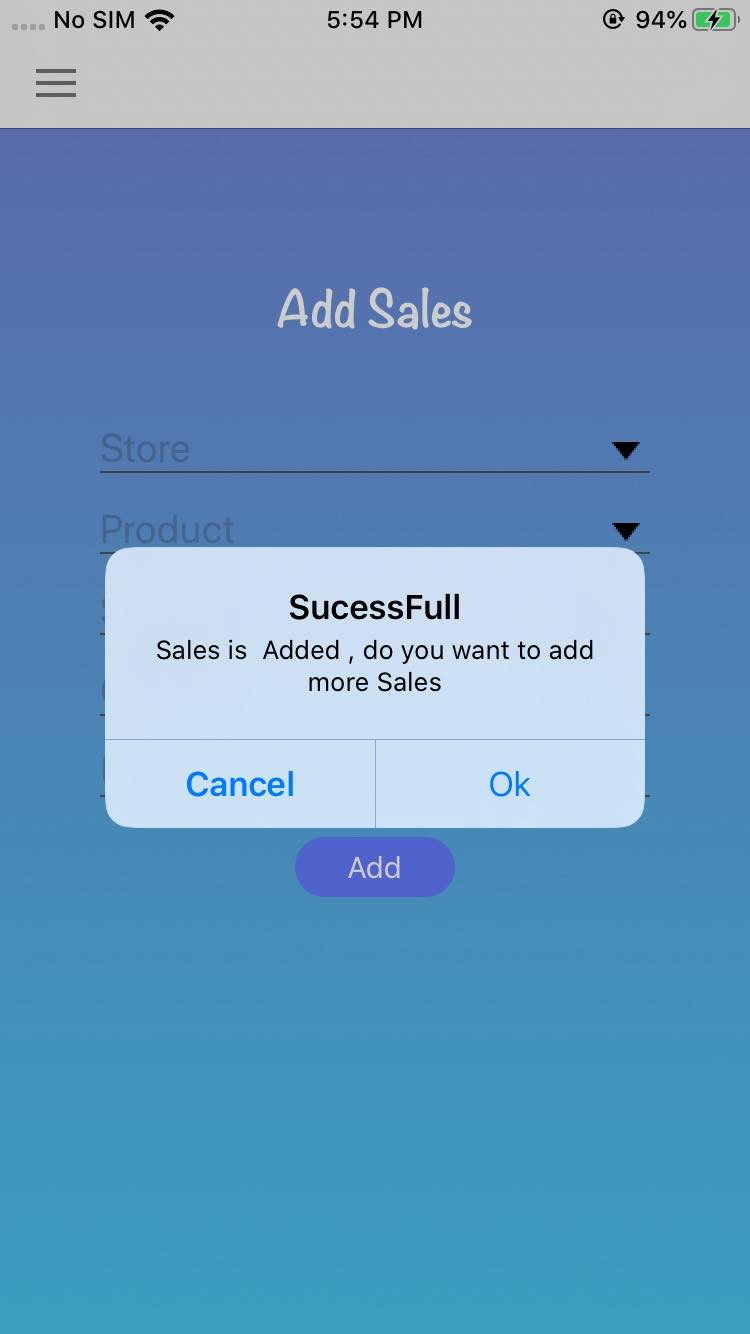 No SIM 5:54 PM 94%
Add Sales
Store
Product
SucessFull
Sales is  Added , do you want to add
more Sales
Cancel Ok
Add